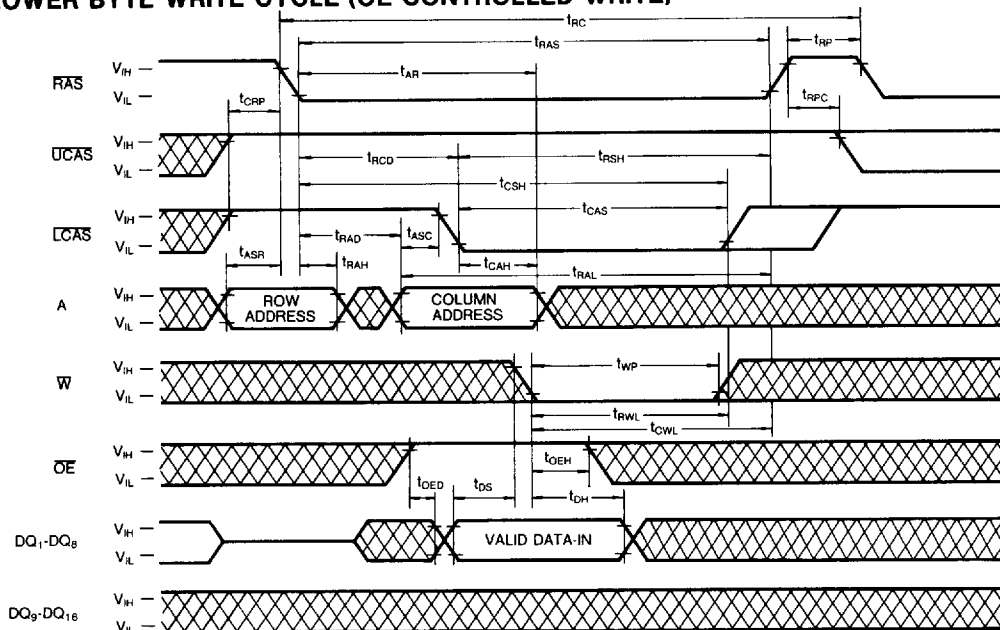 LOWER BYTE WRITE CYCLE (OE CONTROLLED WRITE)
tRC
tRAS
tRP
tAR
RAS
VIH
VIL
tCRP
tRPC
UCAS
VIH
VIL
tRCD
tRSH
tCSH
tCAS
LCAS
VIH
VIL
tRAD
tASC
tASR
tRAH
tCAH
tRAL
A
VIH
VIL
ROW
ADDRESS
COLUMN
ADDRESS
W
VIH
VIL
tWP
tRWL
tCWL
OE
VIH
VIL
tOEH
tOED
tDS
tDH
DQ1-DQ8
VIH
VIL
VALID DATA-IN
DQ9-DQ16
VIH
VIL